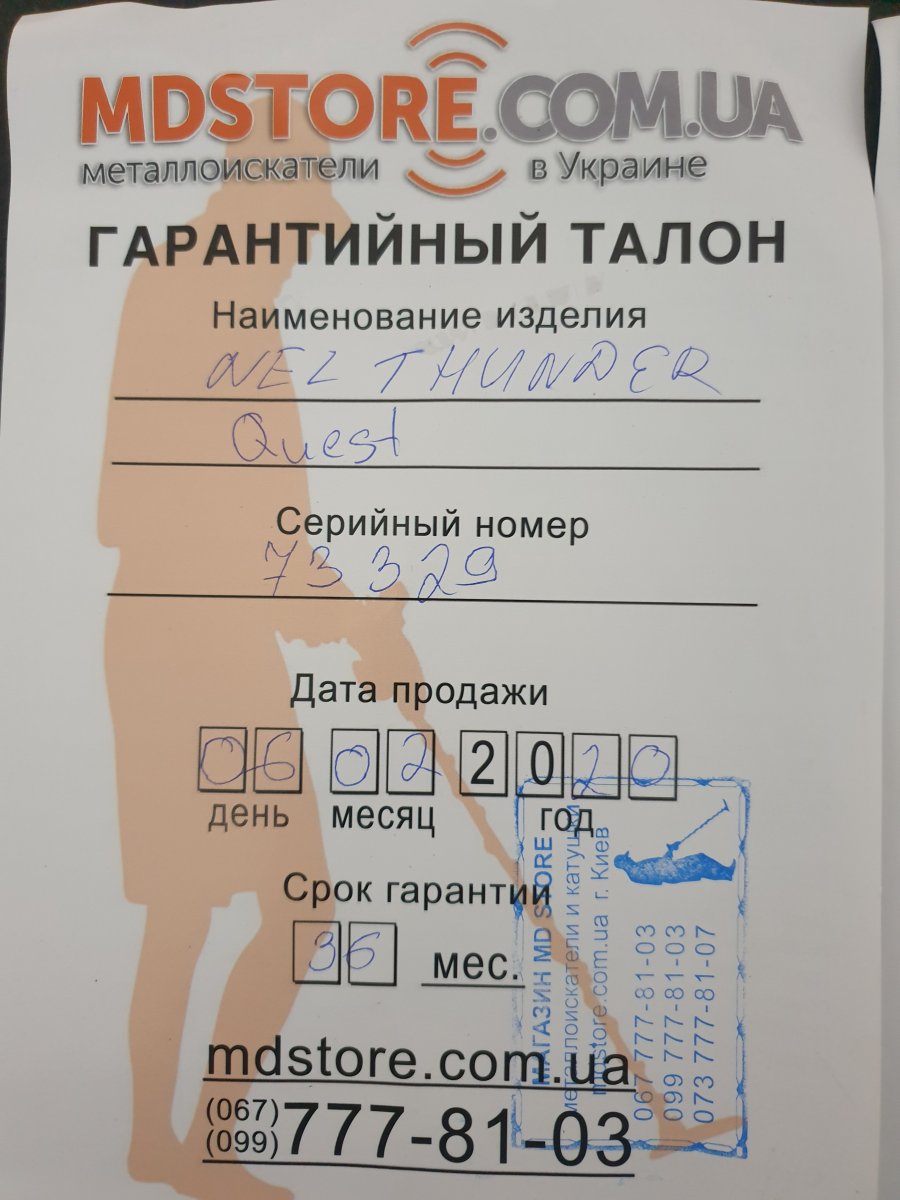 MDSTORE.COM.UA
металлоискатели в Украине
ГАРАНТИЙНЫЙ ТАЛОН
Наименование изделия
NEL THUNDER
Quest
Серийный номер
73329
Дата продажи
06 02 2020
день месяц год
Срок гарантии
36 мес.
mdstore.com.ua
(067)
(099) 777-81-03
МАГАЗИН MD STORE
металлоискатели и катушки
mdstore.com.ua г. Киев
067 777-81-03
099 777-81-03
073 777-81-07